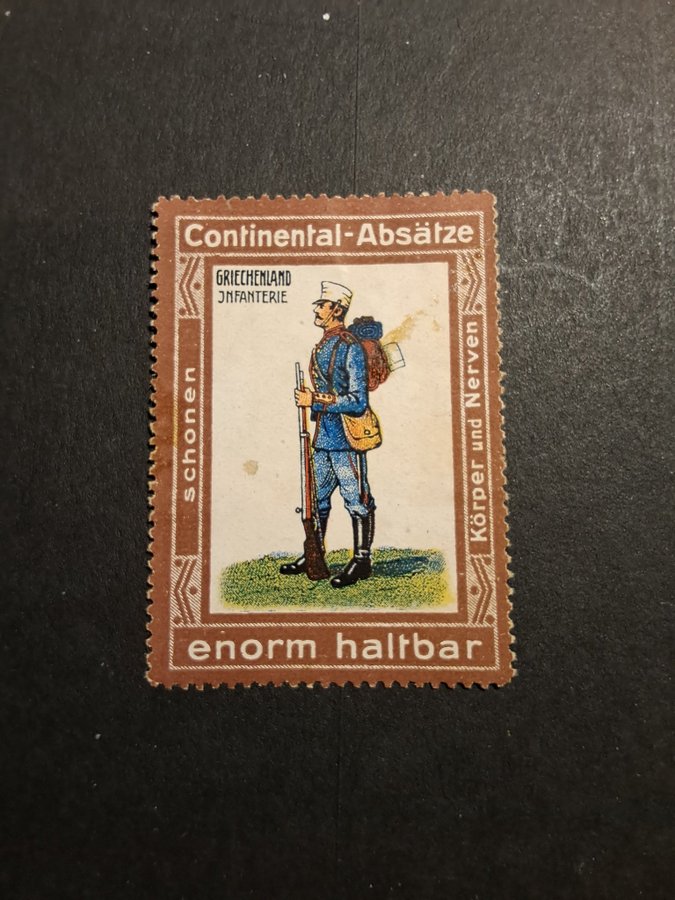 Continental-Absätze
GRIECHENLAND
JNFANTERIE
schonen
Körper und Nerven
enorm haltbar